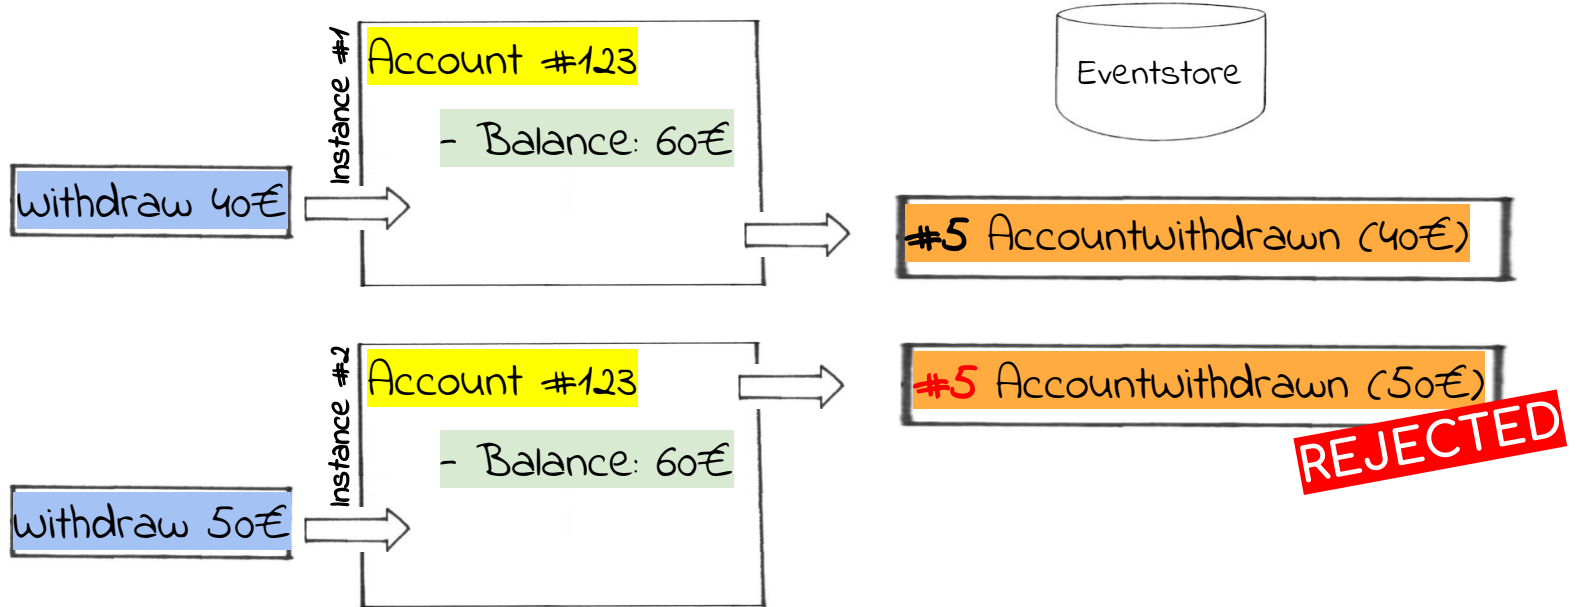 Instance #1
Account #123
- Balance: 60€
withdraw 40€
Eventstore
#5 Accountwithdrawn (40€)
Instance #2
Account #123
- Balance: 60€
withdraw 50€
#5 Accountwithdrawn (50€)
REJECTED